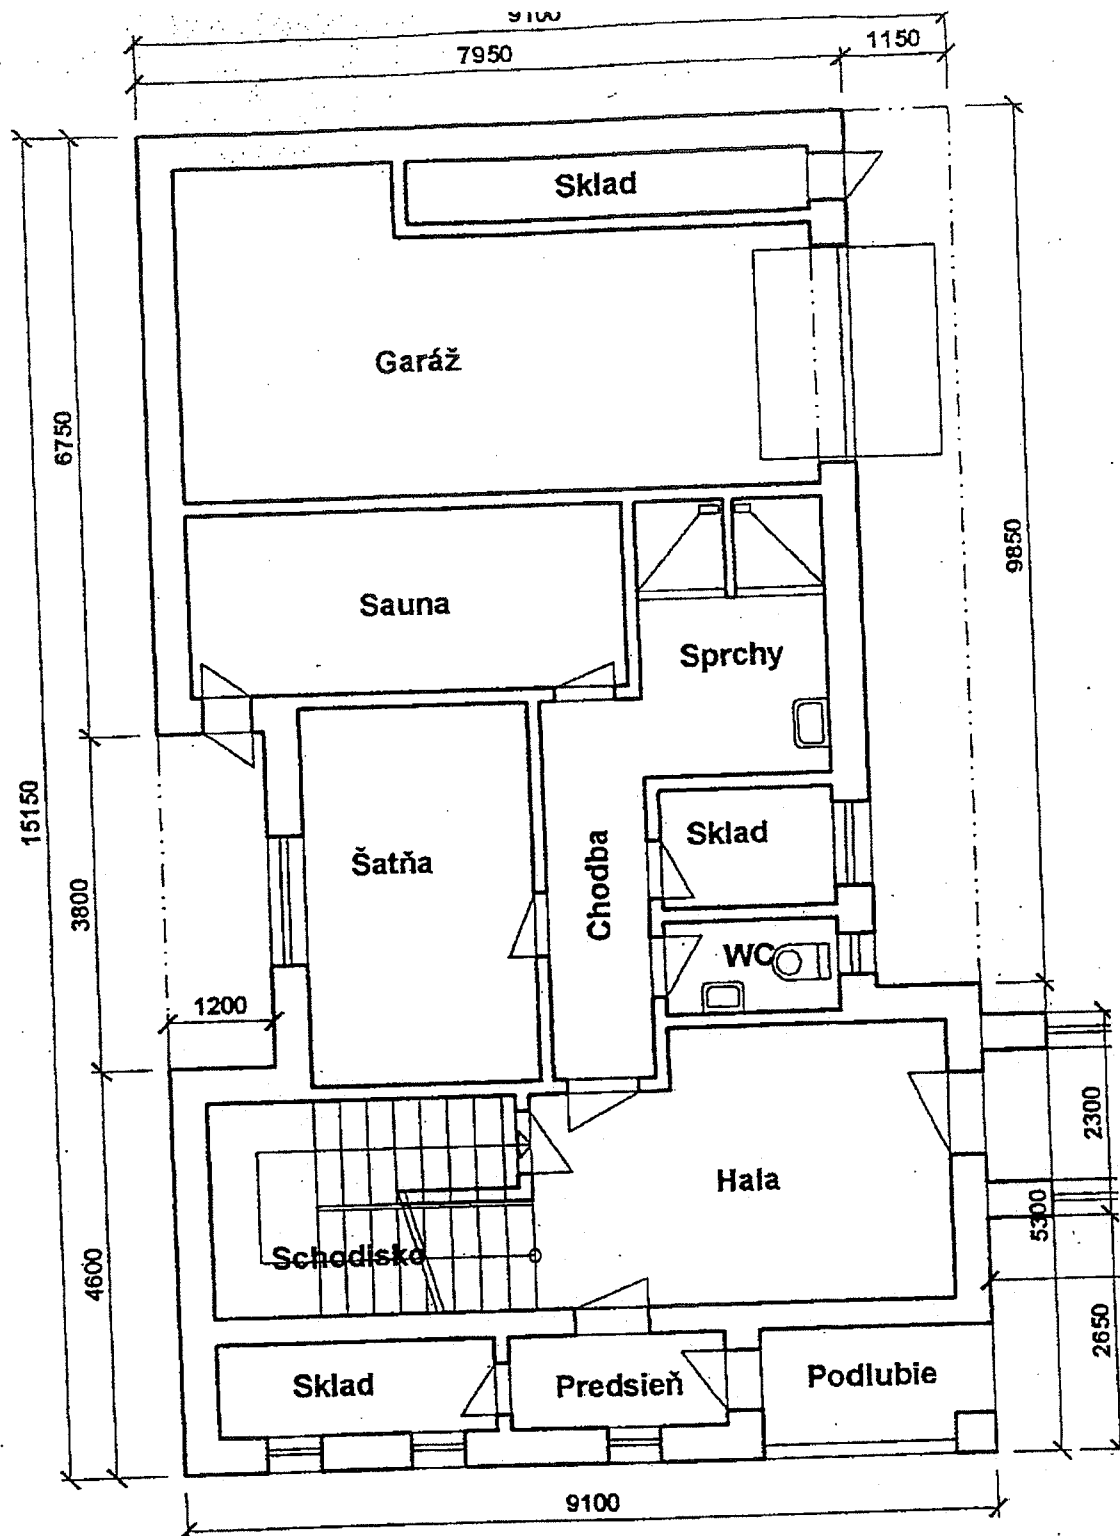 9100
7950
1150
Sklad
Garáž
6750
9850
Sauna
Sprchy
15150
Sklad
Šatňa
Chodba
3800
WC
1200
2300
Hala
5300
Schodisko
4600
2650
Sklad
Predsieň
Podlubie
9100